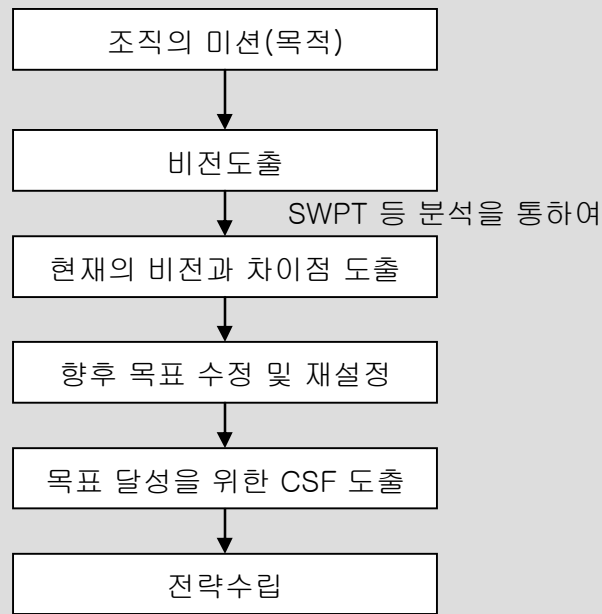 조직의 미션(목적)
비전도출
SWPT 등 분석을 통하여
현재의 비전과 차이점 도출
향후 목표 수정 및 재설정
목표 달성을 위한 CSF 도출
전략수립